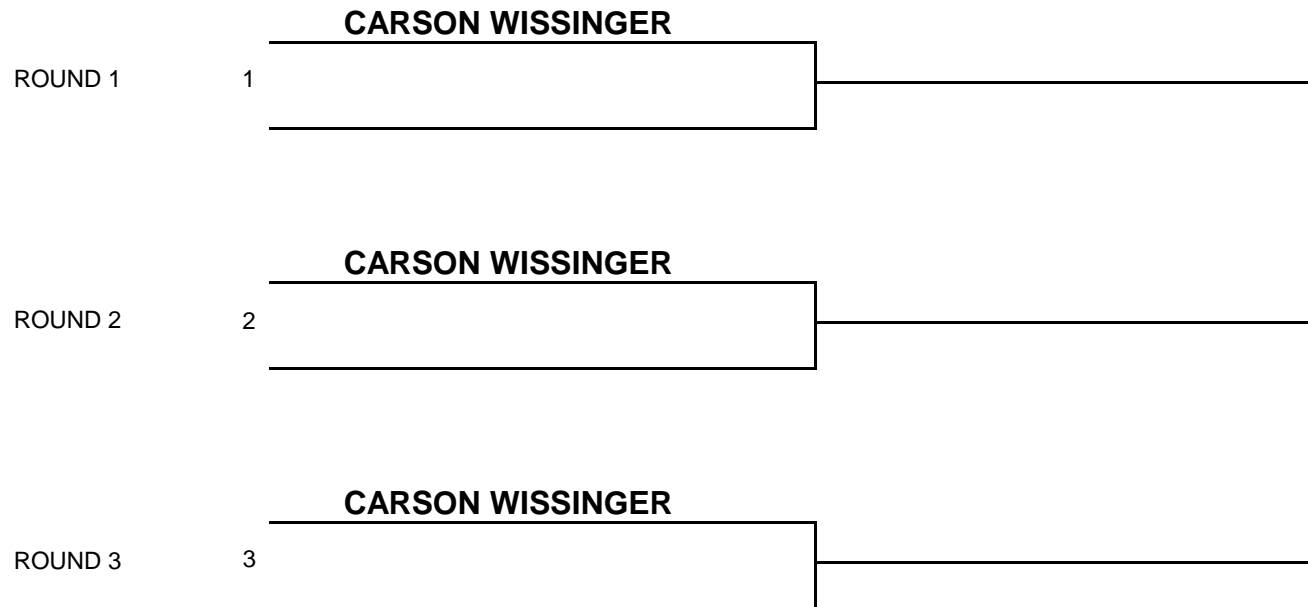 CARSON WISSINGER
ROUND 1 1
CARSON WISSINGER
ROUND 2 2
CARSON WISSINGER
ROUND 3 3